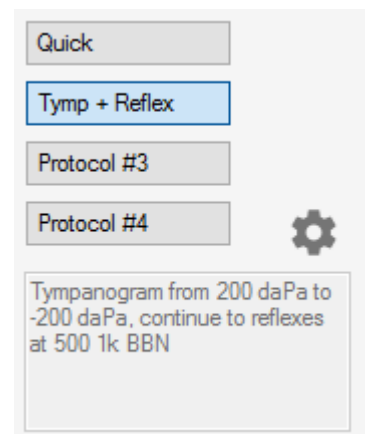 Quick
Tymp + Reflex
Protocol #3
Protocol #4
Tympanogram from 200 daPa to
-200 daPa, continue to reflexes
at 500 1k BBN